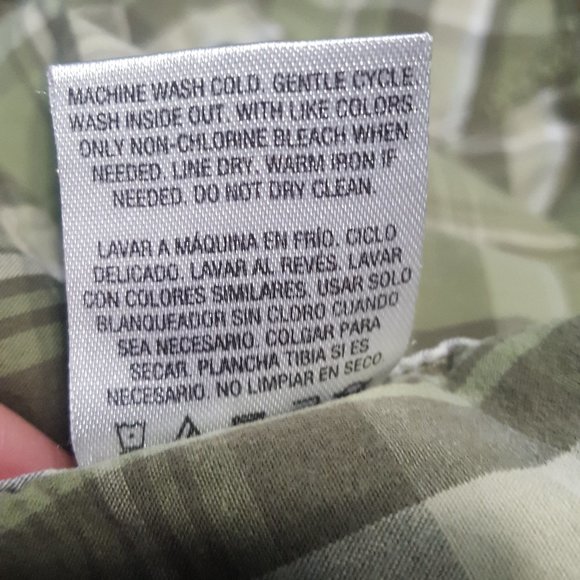 MACHINE WASH COLD. GENTLE CYCLE.
WASH INSIDE OUT. WITH LIKE COLORS.
ONLY NON-CHLORINE BLEACH WHEN
NEEDED. LINE DRY. WARM IRON IF
NEEDED. DO NOT DRY CLEAN.
LAVAR A MÁQUINA EN FRÍO. CICLO
DELICADO. LAVAR AL REVÉS. LAVAR
CON COLORES SIMILARES. USAR SOLO
BLANQUEADOR SIN CLORO CUANDO
SEA NECESARIO. COLGAR PARA
SECAR. PLANCHA TIBIA SI ES
NECESARIO. NO LIMPIAR EN SECO.